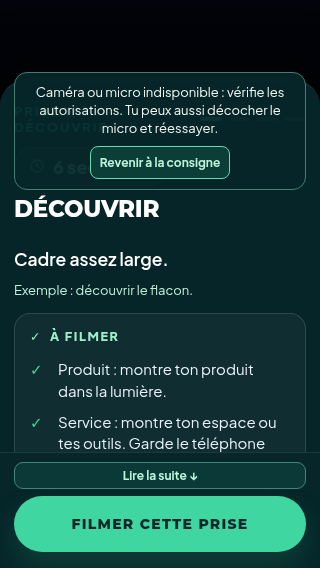 Caméra ou micro indisponible : vérifie les
autorisations. Tu peux aussi décocher le
micro et réessayer.
Revenir à la consigne
DÉCOUVRIR
Cadre assez large.
Exemple : découvrir le flacon.
✓ À FILMER
✓ Produit : montre ton produit
dans la lumière.
✓ Service : montre ton espace ou
tes outils. Garde le téléphone
Lire la suite ↓
FILMER CETTE PRISE